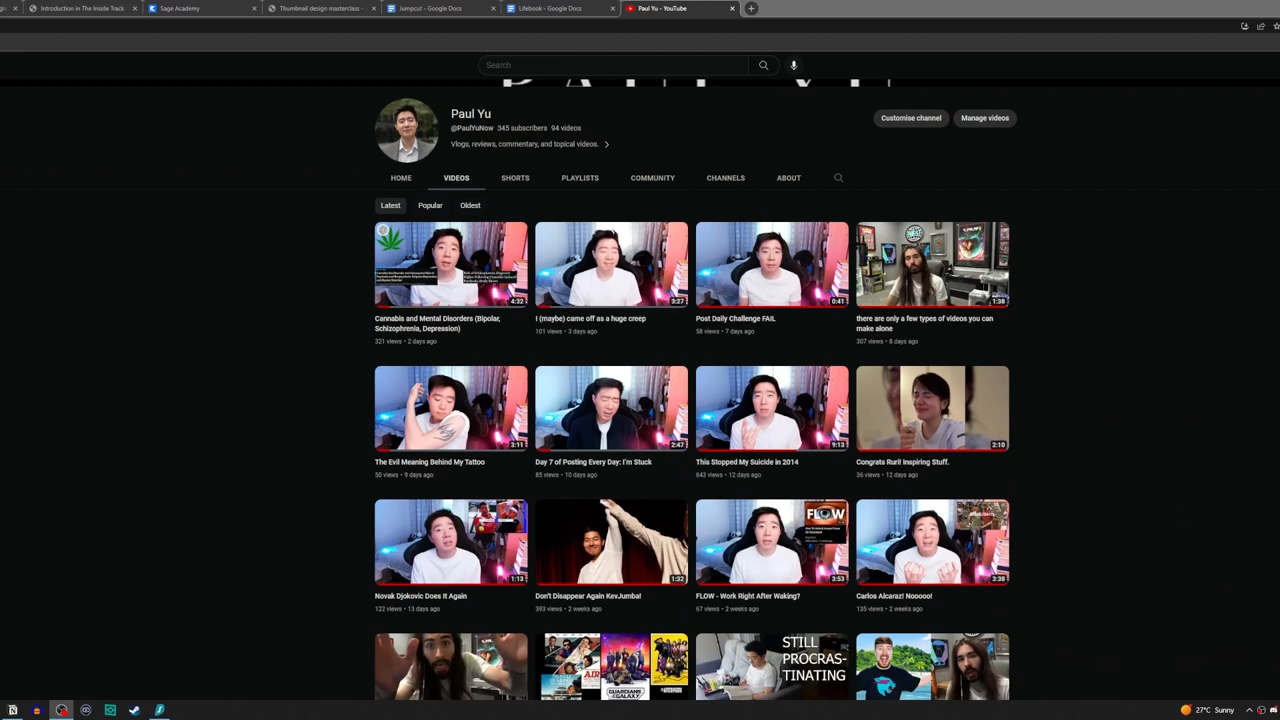 Introduction in The Inside Track
Sage Academy
Thumbnail design masterclass -
Jumpcut - Google Docs
Lifebook - Google Docs
Paul Yu - YouTube
Search
Paul Yu
@PaulYuNow 345 subscribers 94 videos
Vlogs, reviews, commentary, and topical videos.
Customise channel
Manage videos
HOME
VIDEOS
SHORTS
PLAYLISTS
COMMUNITY
CHANNELS
ABOUT
Latest
Popular
Oldest
4:32
3:27
0:41
1:38
Cannabis and Mental Disorders (Bipolar,
Schizophrenia, Depression)
321 views • 2 days ago
I (maybe) came off as a huge creep
101 views • 3 days ago
Post Daily Challenge FAIL
58 views • 7 days ago
there are only a few types of videos you can
make alone
307 views • 8 days ago
3:11
2:47
9:13
2:10
The Evil Meaning Behind My Tattoo
50 views • 9 days ago
Day 7 of Posting Every Day: I'm Stuck
85 views • 10 days ago
This Stopped My Suicide in 2014
643 views • 12 days ago
Congrats Ruri! Inspiring Stuff.
36 views • 12 days ago
FLOW
1:13
1:32
3:53
3:38
Novak Djokovic Does It Again
122 views • 13 days ago
Don't Disappear Again KevJumba!
393 views • 2 weeks ago
FLOW - Work Right After Waking?
67 views • 2 weeks ago
Carlos Alcaraz! Nooooo!
135 views • 2 weeks ago
AIR
GUARDIANS
GALAXY
STILL
PROCRAS-
TINATING
27°C Sunny